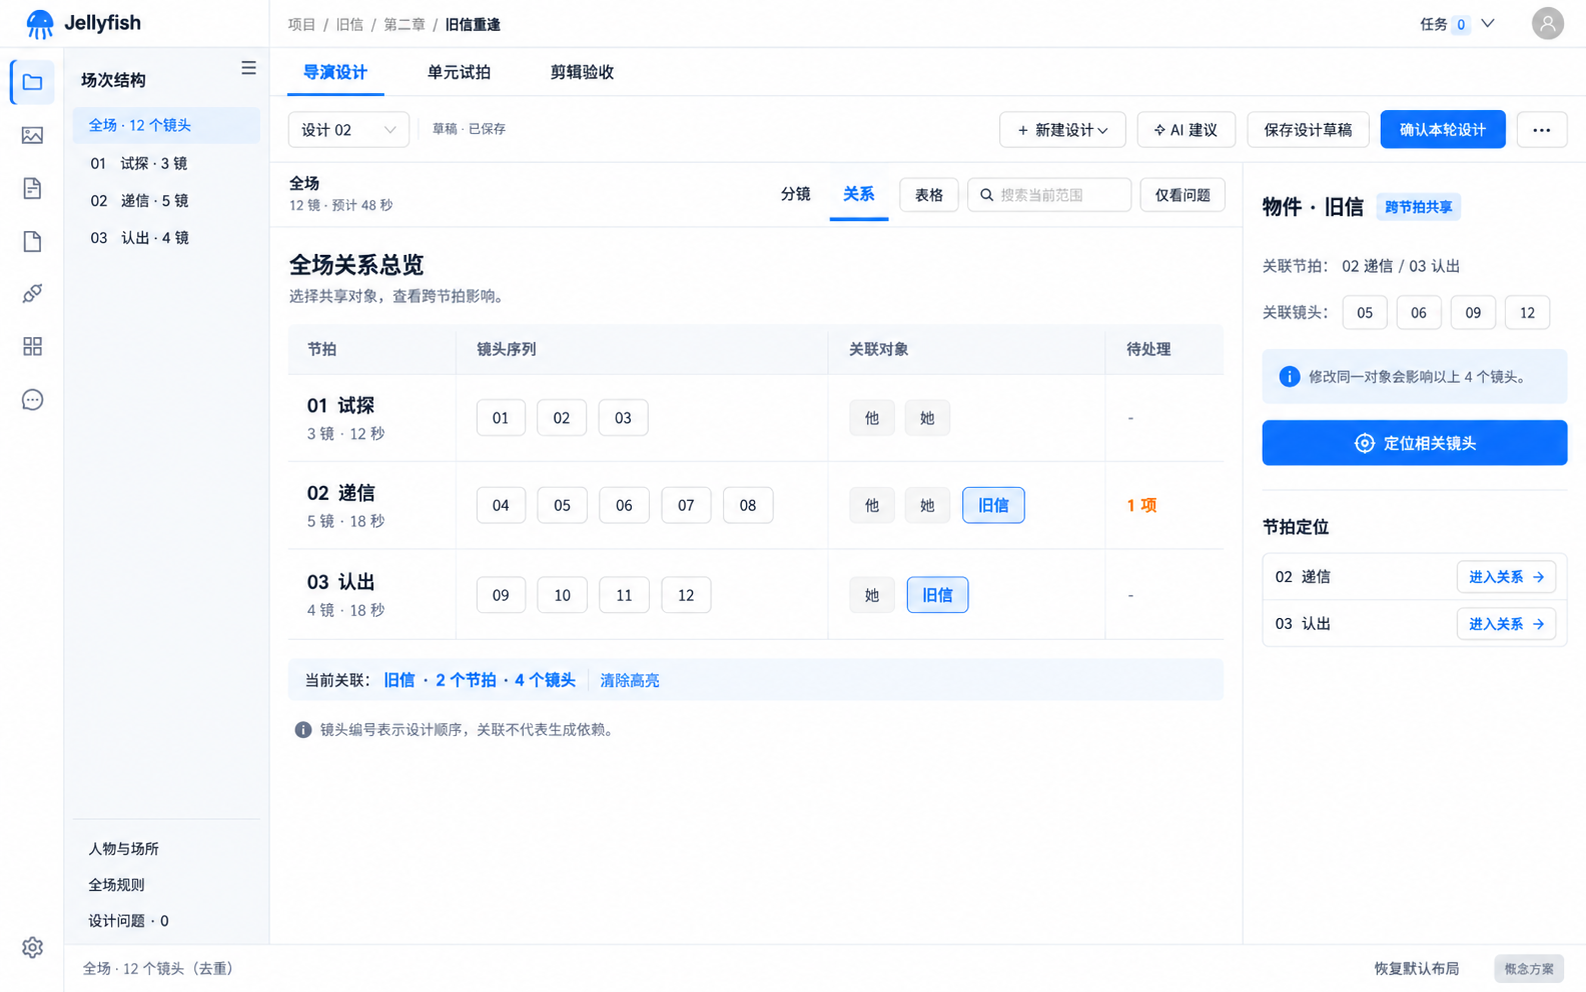 Jellyfish
项目 / 旧信 / 第二章 / 旧信重逢
任务 0
场次结构
全场 · 12 个镜头
01 试探 · 3 镜
02 递信 · 5 镜
03 认出 · 4 镜
人物与场所
全场规则
设计问题 · 0
导演设计 单元试拍 剪辑验收
设计 02 草稿 · 已保存
+ 新建设计 AI 建议 保存设计草稿 确认本轮设计 ···
全场
12 镜 · 预计 48 秒
分镜 关系 表格 搜索当前范围 仅看问题
全场关系总览
选择共享对象，查看跨节拍影响。
节拍 镜头序列 关联对象 待处理
01 试探
3 镜 · 12 秒
01 02 03 他 她 -
02 递信
5 镜 · 18 秒
04 05 06 07 08 他 她 旧信 1 项
03 认出
4 镜 · 18 秒
09 10 11 12 她 旧信 -
当前关联： 旧信 · 2 个节拍 · 4 个镜头 清除高亮
镜头编号表示设计顺序，关联不代表生成依赖。
物件 · 旧信 跨节拍共享
关联节拍： 02 递信 / 03 认出
关联镜头： 05 06 09 12
修改同一对象会影响以上 4 个镜头。
定位相关镜头
节拍定位
02 递信 进入关系 →
03 认出 进入关系 →
全场 · 12 个镜头（去重）
恢复默认布局 概念方案